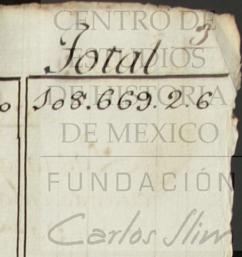 3
Total
o 108.669.2.6
CENTRO DE
ESTUDIOS
DE HISTORIA
DE MEXICO
FUNDACIÓN
Carlos Slim